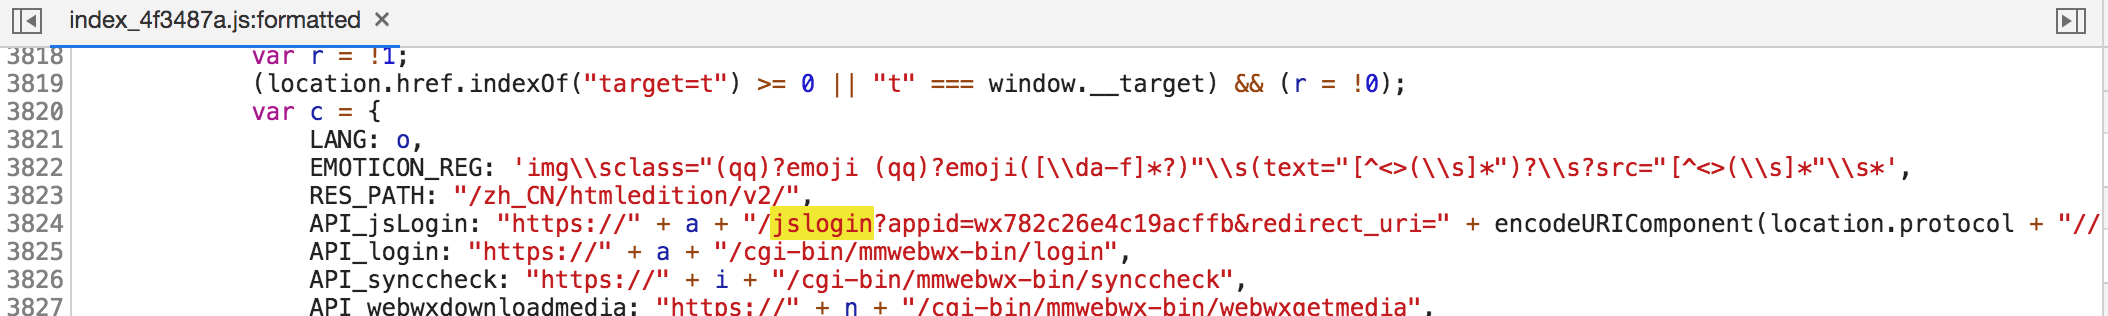 index_4f3487a.js:formatted ×
3818 var r = !1;
3819 (location.href.indexOf("target=t") >= 0 || "t" === window.__target) && (r = !0);
3820 var c = {
3821 LANG: o,
3822 EMOTICON_REG: 'img\\sclass="(qq)?emoji (qq)?emoji([\\da-f]*?)"\\s(text="[^<>(\\s]*")?\\s?src="[^<>(\\s]*"\\s*',
3823 RES_PATH: "/zh_CN/htmledition/v2/",
3824 API_jsLogin: "https://" + a + "/jslogin?appid=wx782c26e4c19acffb&redirect_uri=" + encodeURIComponent(location.protocol + "//
3825 API_login: "https://" + a + "/cgi-bin/mmwebwx-bin/login",
3826 API_synccheck: "https://" + i + "/cgi-bin/mmwebwx-bin/synccheck",
3827 API_webwxdownloadmedia: "https://" + n + "/cgi-bin/mmwebwx-bin/webwxgetmedia",